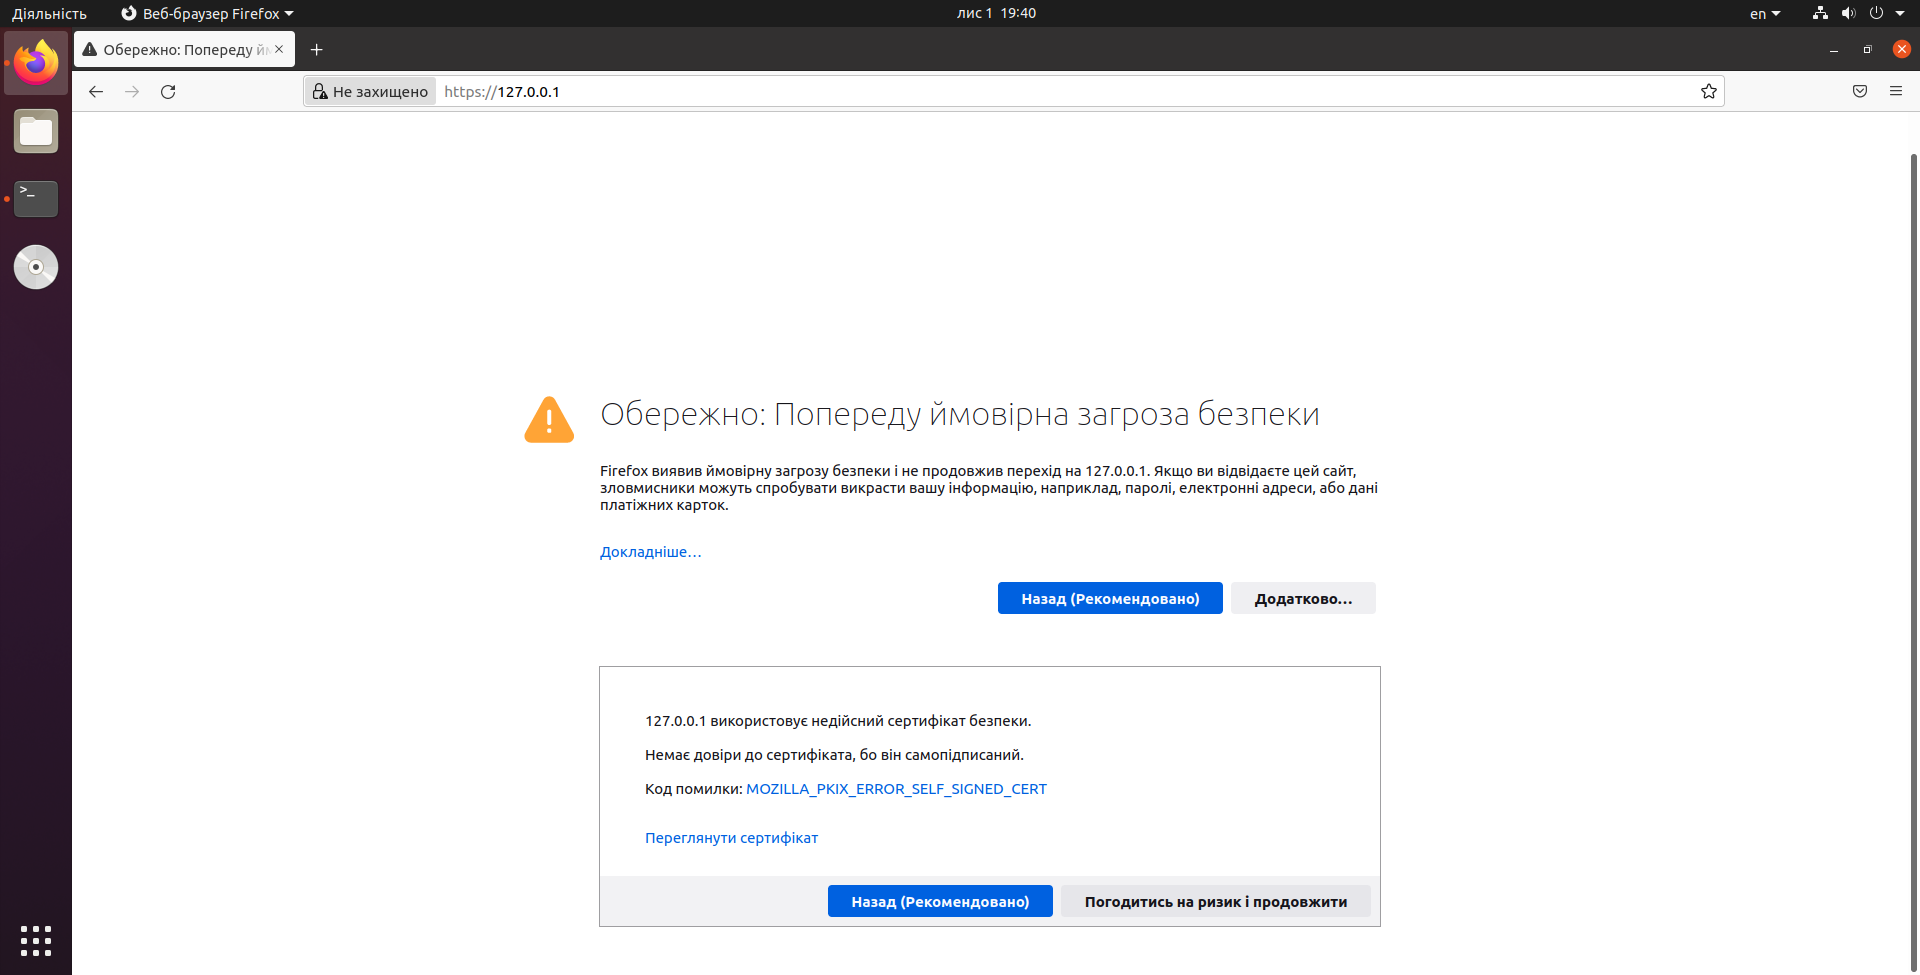 Діяльність
Веб-браузер Firefox
лис 1 19:40
en
Обережно: Попереду йм
Не захищено
https://127.0.0.1
Обережно: Попереду ймовірна загроза безпеки
Firefox виявив ймовірну загрозу безпеки і не продовжив перехід на 127.0.0.1. Якщо ви відвідаєте цей сайт,
зловмисники можуть спробувати викрасти вашу інформацію, наприклад, паролі, електронні адреси, або дані
платіжних карток.
Докладніше…
Назад (Рекомендовано)
Додатково…
127.0.0.1 використовує недійсний сертифікат безпеки.
Немає довіри до сертифіката, бо він самопідписаний.
Код помилки: MOZILLA_PKIX_ERROR_SELF_SIGNED_CERT
Переглянути сертифікат
Назад (Рекомендовано)
Погодитись на ризик і продовжити